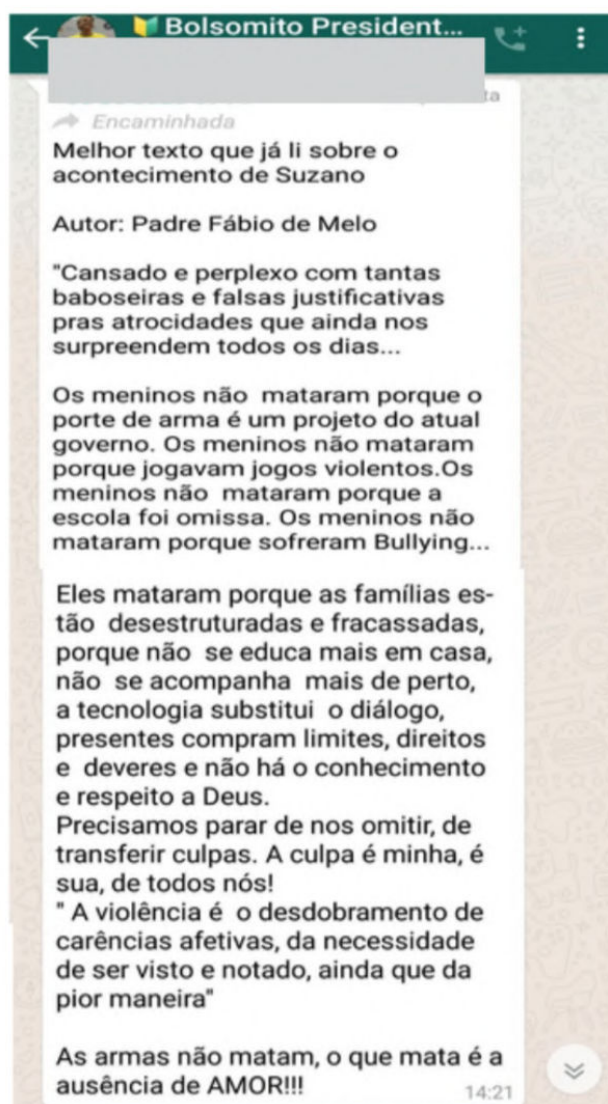 Bolsomito President...
ta
Encaminhada
Melhor texto que já li sobre o
acontecimento de Suzano
Autor: Padre Fábio de Melo
"Cansado e perplexo com tantas
baboseiras e falsas justificativas
pras atrocidades que ainda nos
surpreendem todos os dias...
Os meninos não mataram porque o
porte de arma é um projeto do atual
governo. Os meninos não mataram
porque jogavam jogos violentos.Os
meninos não mataram porque a
escola foi omissa. Os meninos não
mataram porque sofreram Bullying...
Eles mataram porque as famílias es-
tão desestruturadas e fracassadas,
porque não se educa mais em casa,
não se acompanha mais de perto,
a tecnologia substitui o diálogo,
presentes compram limites, direitos
e deveres e não há o conhecimento
e respeito a Deus.
Precisamos parar de nos omitir, de
transferir culpas. A culpa é minha, é
sua, de todos nós!
" A violência é o desdobramento de
carências afetivas, da necessidade
de ser visto e notado, ainda que da
pior maneira"
As armas não matam, o que mata é a
ausência de AMOR!!!
14:21